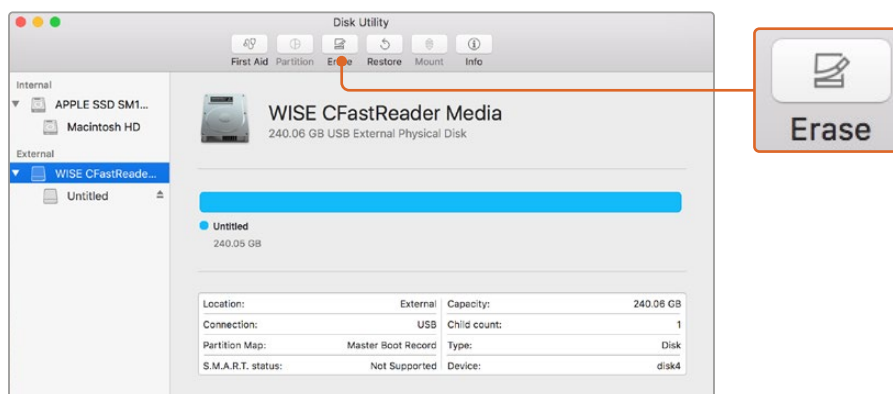 Disk Utility
First Aid Partition Erase Restore Mount Info
Erase
Internal
APPLE SSD SM1...
Macintosh HD
External
WISE CFastReade...
Untitled
WISE CFastReader Media
240.06 GB USB External Physical Disk
Untitled
240.05 GB
Location: External Capacity: 240.06 GB
Connection: USB Child count: 1
Partition Map: Master Boot Record Type: Disk
S.M.A.R.T. status: Not Supported Device: disk4